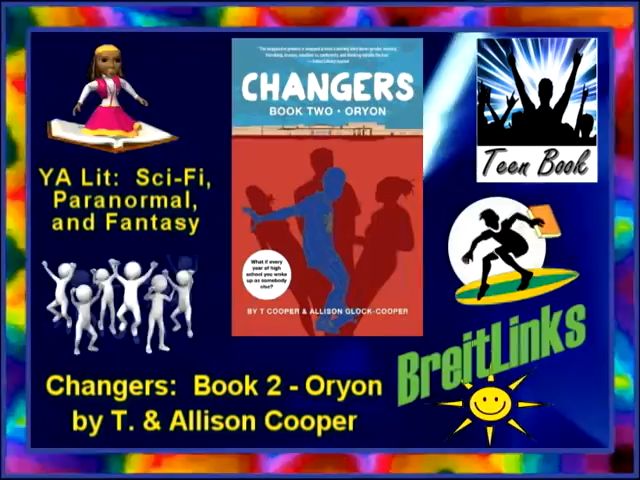 YA Lit: Sci-Fi,
Paranormal,
and Fantasy
CHANGERS
BOOK TWO • ORYON
What if every
year of high
school you woke
up as somebody
else?
BY T COOPER & ALLISON GLOCK-COOPER
Teen Book
BreitLinks
Changers: Book 2 - Oryon
by T. & Allison Cooper